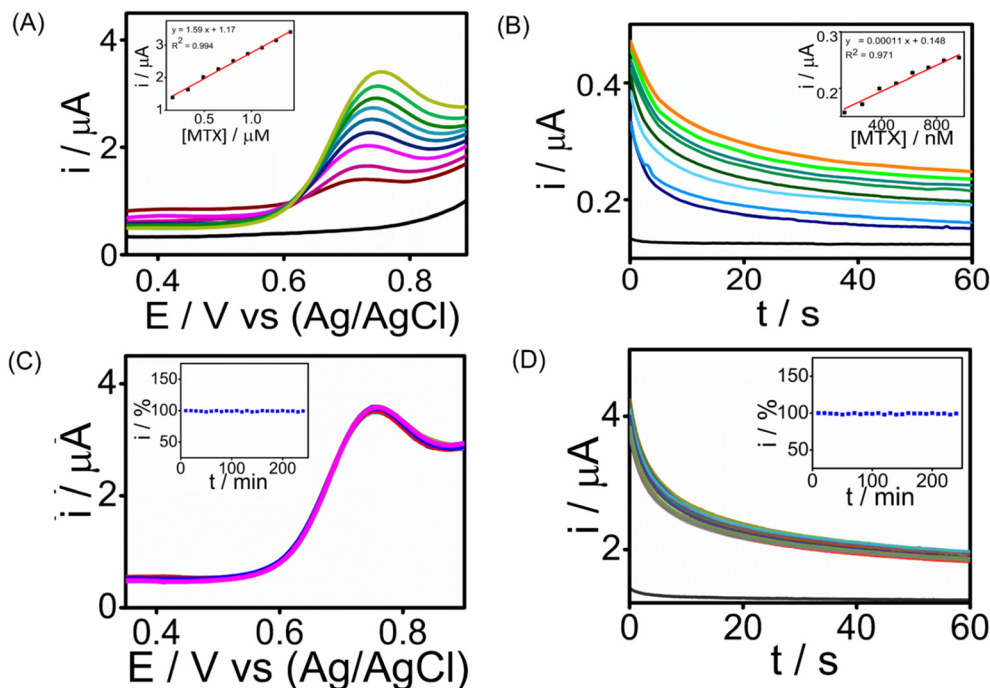 (A)
i / μA
4
2
0
0.4
0.6
0.8
E / V vs (Ag/AgCl)
y = 1.59 x + 1.17
R² = 0.994
i / μA
4
3
2
1
0.5
1.0
[MTX] / μM
(B)
i / μA
0.4
0.2
0
20
40
60
t / s
y = 0.00011 x + 0.148
R² = 0.971
i / μA
0.3
0.2
400
800
[MTX] / nM
(C)
i / μA
4
2
0
0.4
0.6
0.8
E / V vs (Ag/AgCl)
i / %
150
100
50
0
100
200
t / min
(D)
i / μA
4
2
0
20
40
60
t / s
i / %
150
100
50
0
100
200
t / min